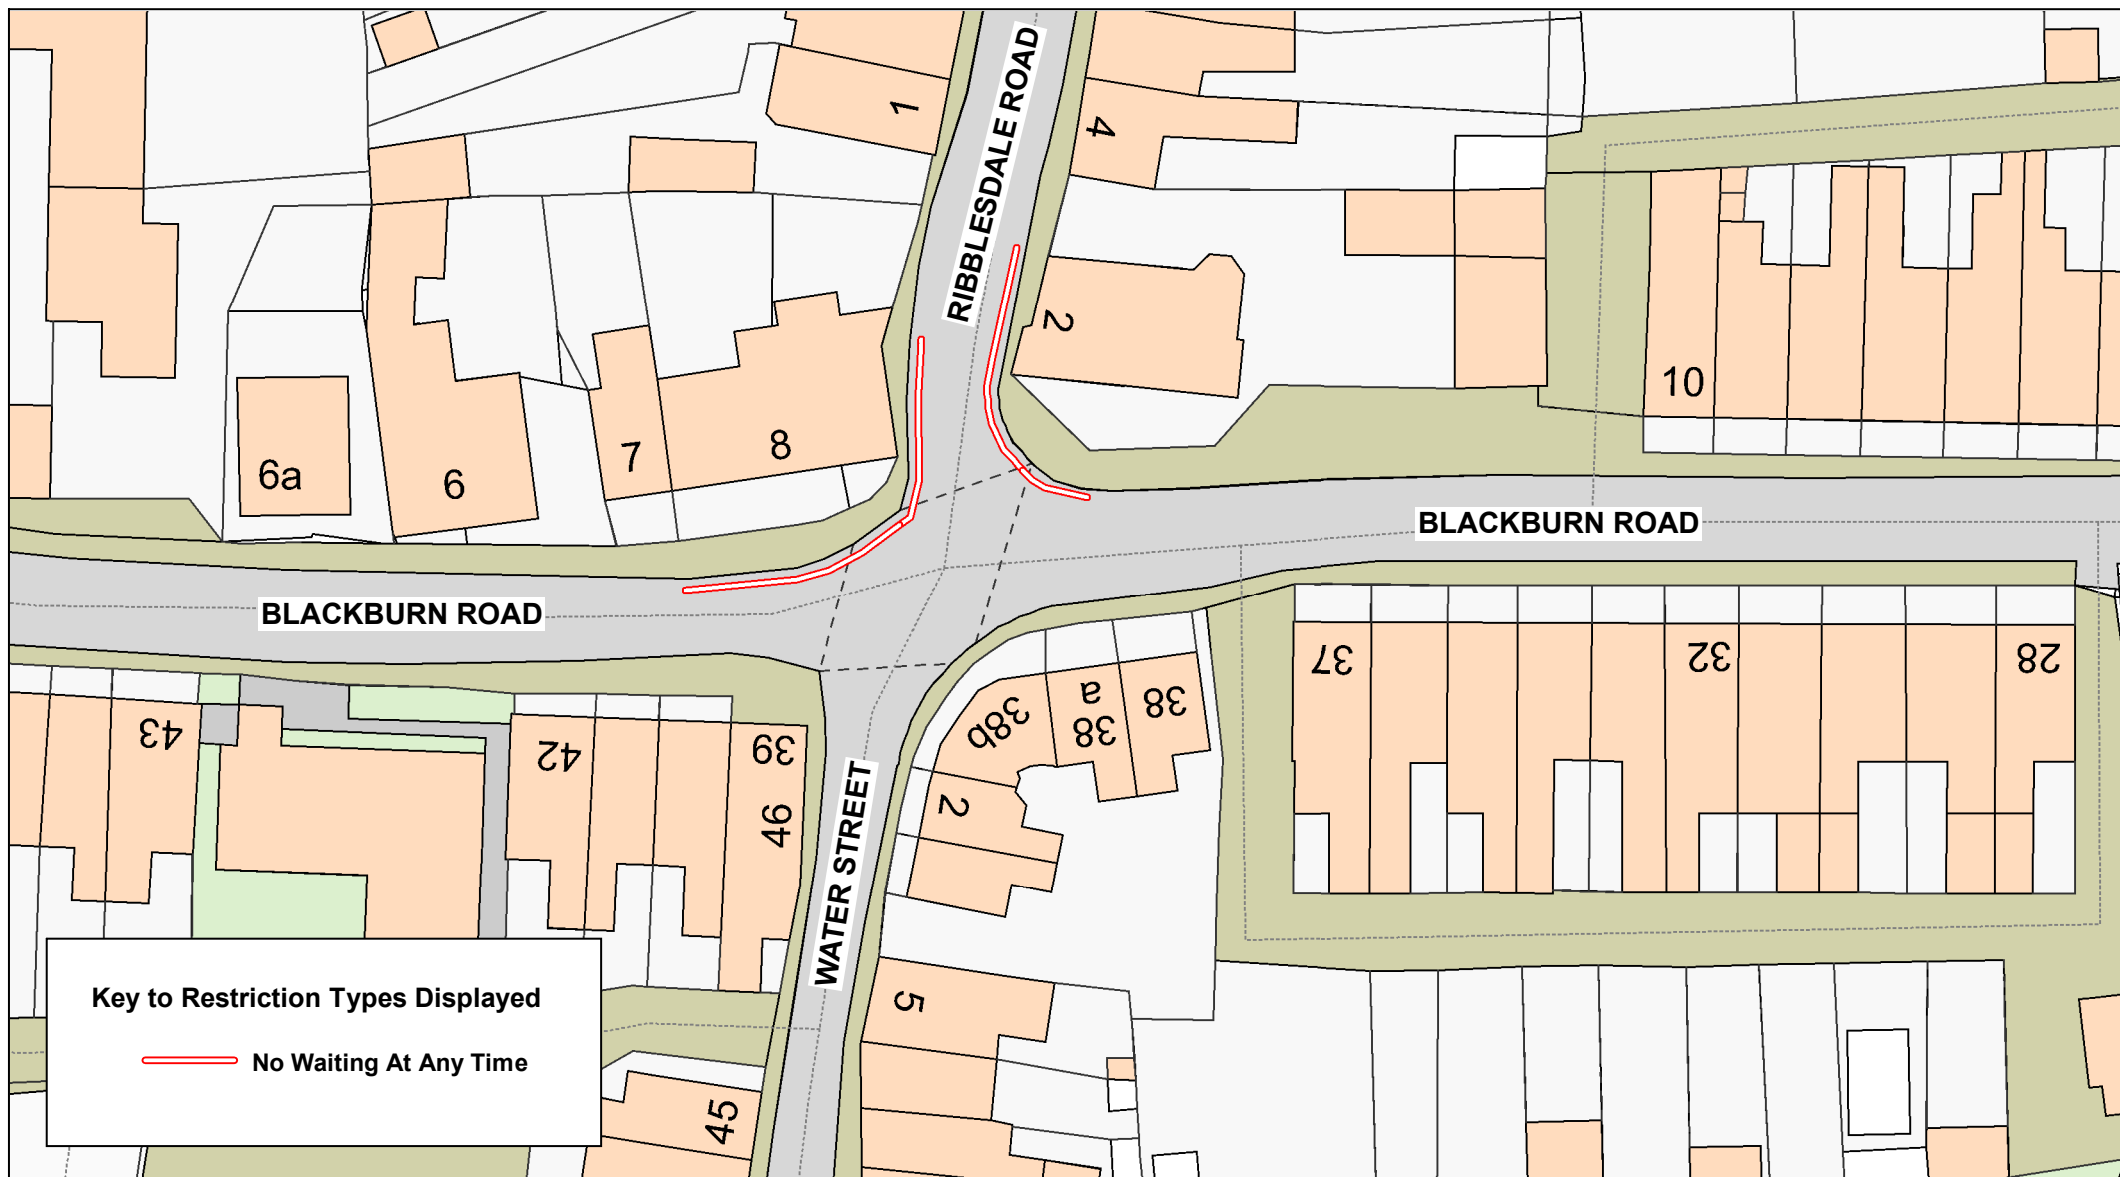 1
RIBBLESDALE ROAD
4
2
10
6a
6
7
8
BLACKBURN ROAD
BLACKBURN ROAD
37
32
28
43
42
39
49
38b
38
a
38
2
WATER STREET
5
45
Key to Restriction Types Displayed
No Waiting At Any Time